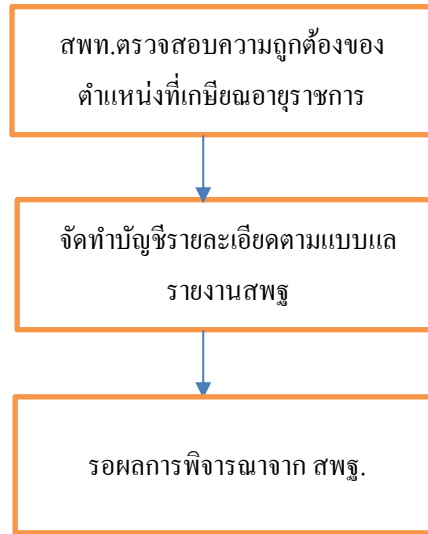 สพท.ตรวจสอบความถูกต้องของ
ตำแหน่งที่เกษียณอายุราชการ
จัดทำบัญชีรายละเอียดตามแบบแล
รายงานสพฐ
รอผลการพิจารณาจาก สพฐ.